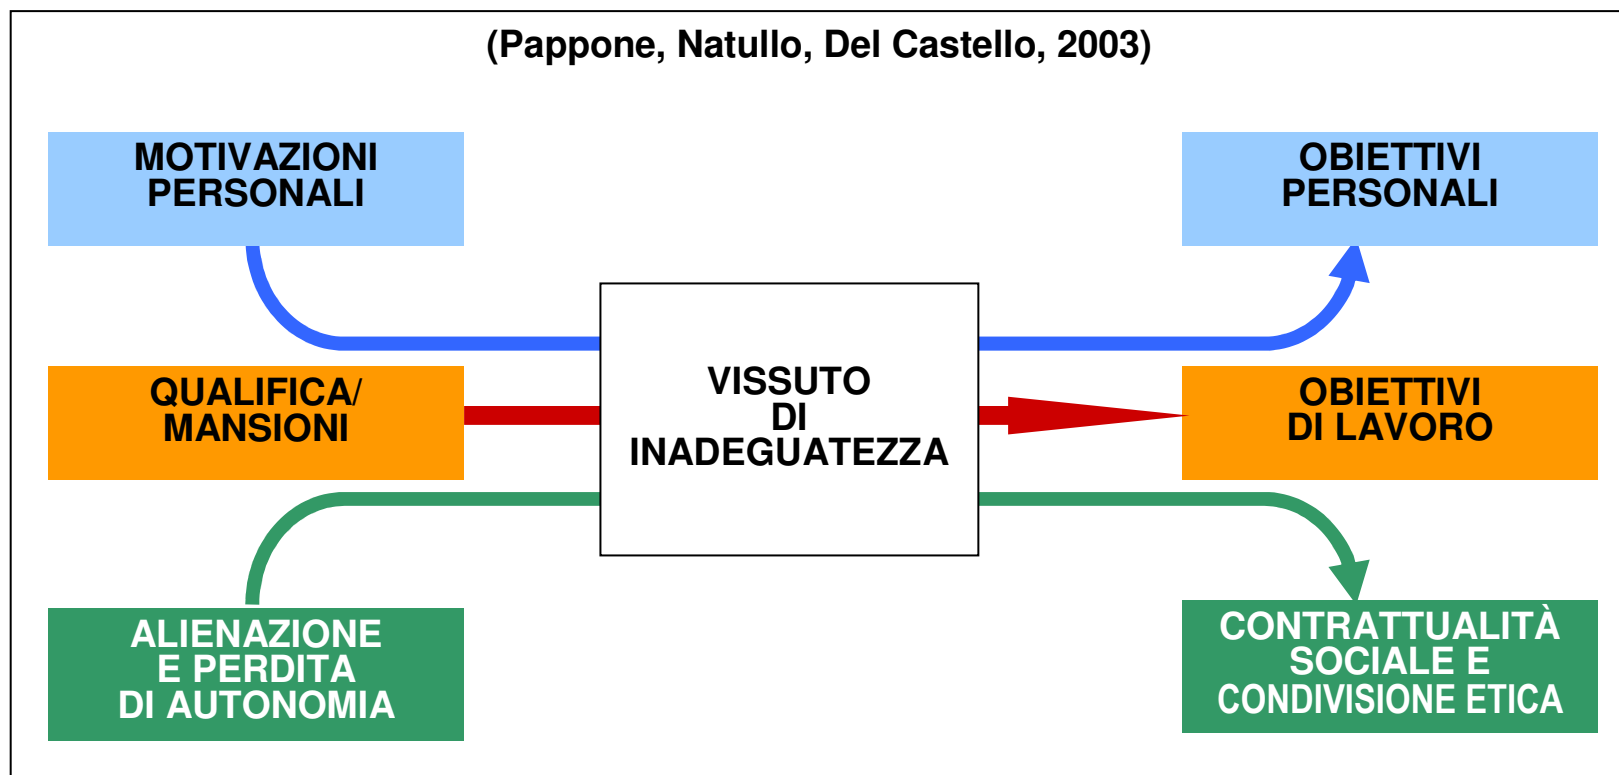 (Pappone, Natullo, Del Castello, 2003)
MOTIVAZIONI
PERSONALI
OBIETTIVI
PERSONALI
QUALIFICA/
MANSIONI
VISSUTO
DI
INADEGUATEZZA
OBIETTIVI
DI LAVORO
ALIENAZIONE
E PERDITA
DI AUTONOMIA
CONTRATTUALITÀ
SOCIALE E
CONDIVISIONE ETICA